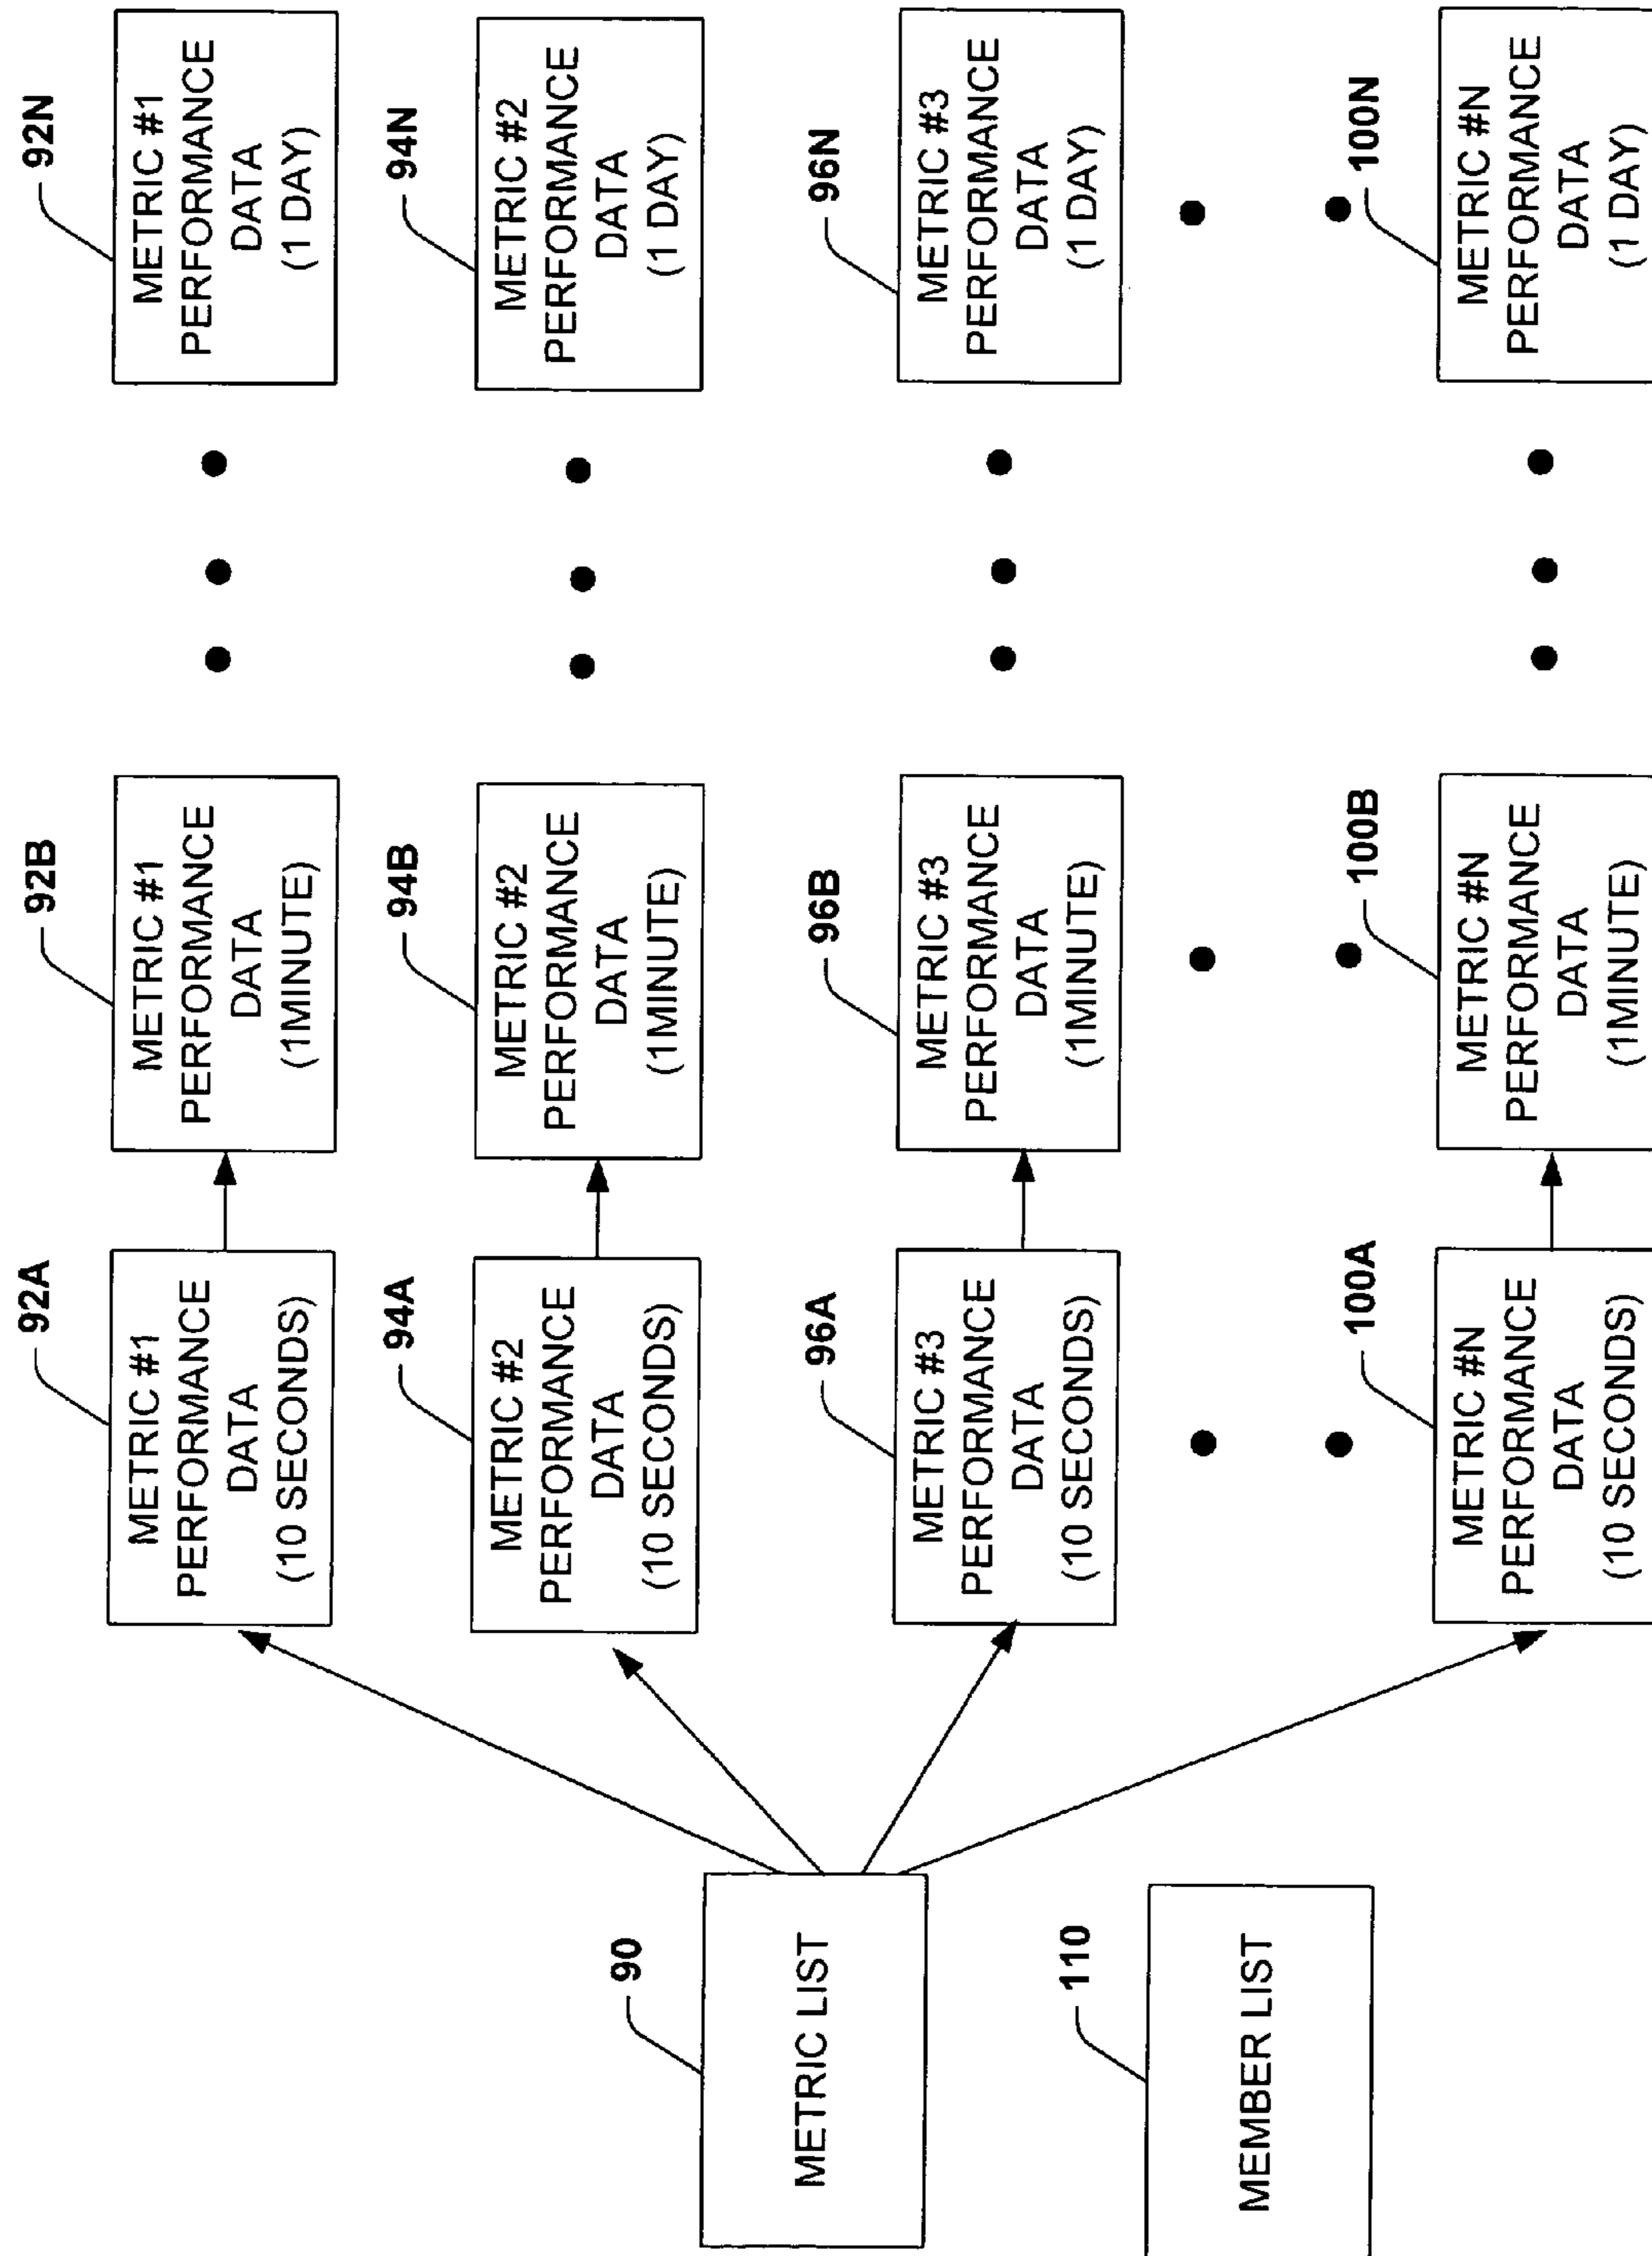 92A
METRIC #1
PERFORMANCE
DATA
(10 SECONDS)
92B
METRIC #1
PERFORMANCE
DATA
(1MINUTE)
92N
METRIC #1
PERFORMANCE
DATA
(1 DAY)
94A
METRIC #2
PERFORMANCE
DATA
(10 SECONDS)
94B
METRIC #2
PERFORMANCE
DATA
(1MINUTE)
94N
METRIC #2
PERFORMANCE
DATA
(1 DAY)
90
METRIC LIST
96A
METRIC #3
PERFORMANCE
DATA
(10 SECONDS)
96B
METRIC #3
PERFORMANCE
DATA
(1MINUTE)
96N
METRIC #3
PERFORMANCE
DATA
(1 DAY)
110
MEMBER LIST
100A
METRIC #N
PERFORMANCE
DATA
(10 SECONDS)
100B
METRIC #N
PERFORMANCE
DATA
(1MINUTE)
100N
METRIC #N
PERFORMANCE
DATA
(1 DAY)